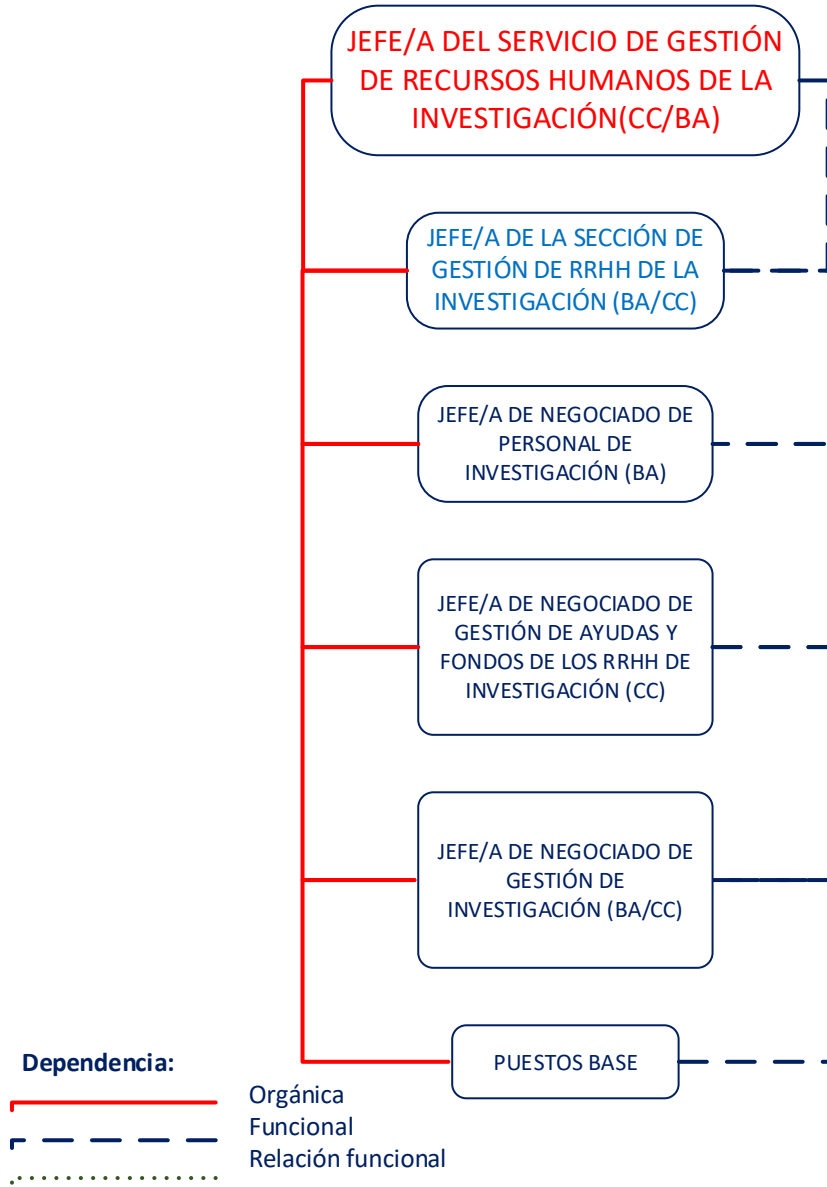 JEFE/A DEL SERVICIO DE GESTIÓN
DE RECURSOS HUMANOS DE LA
INVESTIGACIÓN(CC/BA)
JEFE/A DE LA SECCIÓN DE
GESTIÓN DE RRHH DE LA
INVESTIGACIÓN (BA/CC)
JEFE/A DE NEGOCIADO DE
PERSONAL DE
INVESTIGACIÓN (BA)
JEFE/A DE NEGOCIADO DE
GESTIÓN DE AYUDAS Y
FONDOS DE LOS RRHH DE
INVESTIGACIÓN (CC)
JEFE/A DE NEGOCIADO DE
GESTIÓN DE
INVESTIGACIÓN (BA/CC)
PUESTOS BASE
Dependencia:
Orgánica
Funcional
Relación funcional